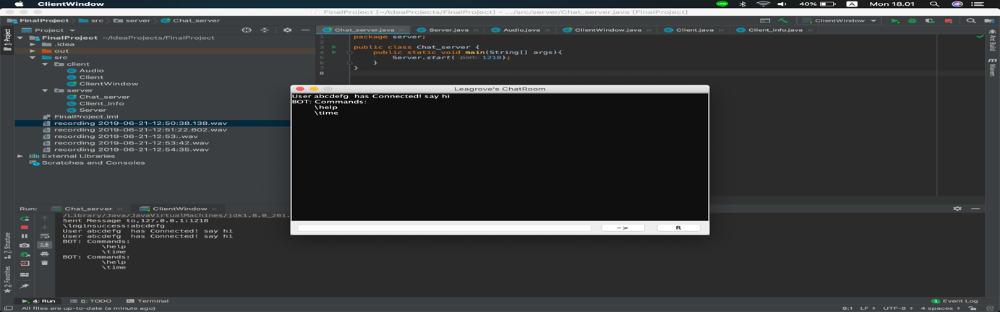 ClientWindow
40%
A
Mon 18.01
FinalProject [~/IdeaProjects/FinalProject] - .../src/server/Chat_server.java [FinalProject]
FinalProject
src
server
Chat_server
ClientWindow
1: Project
Project
Chat_server.java
Server.java
Audio.java
ClientWindow.java
Client.java
Client_info.java
Ant Build
Maven
FinalProject ~/IdeaProjects/FinalProject
.idea
out
src
client
Audio
Client
ClientWindow
server
Chat_server
Client_info
Server
FinalProject.iml
recording 2019-06-21-12:50:38.138.wav
recording 2019-06-21-12:51:22.602.wav
recording 2019-06-21-12:53:.wav
recording 2019-06-21-12:53:42.wav
recording 2019-06-21-12:54:35.wav
External Libraries
Scratches and Consoles
1 package server;
2
3 public class Chat_server {
4 public static void main(String[] args){
5 Server.start( port: 1218);
6 }
7 }
8
Leagrove's ChatRoom
User abcdefg  has Connected! say hi
BOT: Commands:
\help
\time
->
R
Run:
Chat_server
ClientWindow
/Library/Java/JavaVirtualMachines/jdk1.8.0_201.
Sent Message to,127.0.0.1:1218
\loginsuccess:abcdefg
User abcdefg  has Connected! say hi
User abcdefg  has Connected! say hi
BOT: Commands:
\help
\time
BOT: Commands:
\help
\time
Z: Structure
2: Favorites
4: Run
6: TODO
Terminal
1 Event Log
All files are up-to-date (a minute ago)
8:1
LF
UTF-8
4 spaces